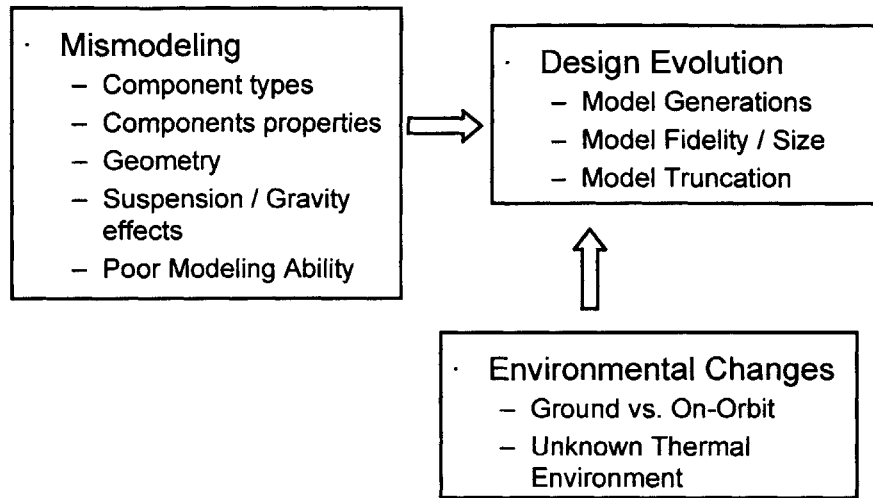 · Mismodeling
– Component types
– Components properties
– Geometry
– Suspension / Gravity
effects
– Poor Modeling Ability
· Design Evolution
– Model Generations
– Model Fidelity / Size
– Model Truncation
· Environmental Changes
– Ground vs. On-Orbit
– Unknown Thermal
Environment